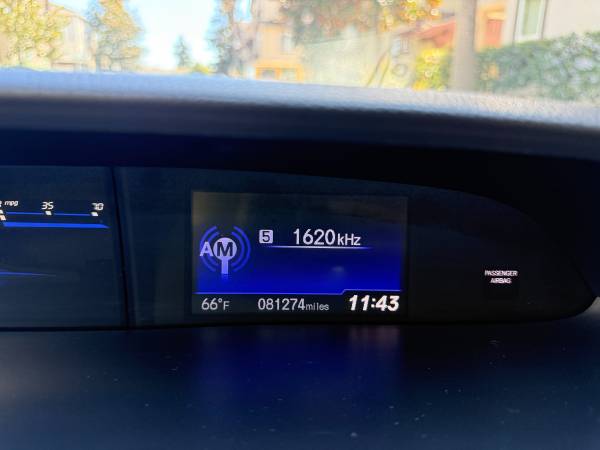 mpg
35 70
5 1620kHz
AM
66°F 081274miles 11:43
PASSENGER
AIRBAG